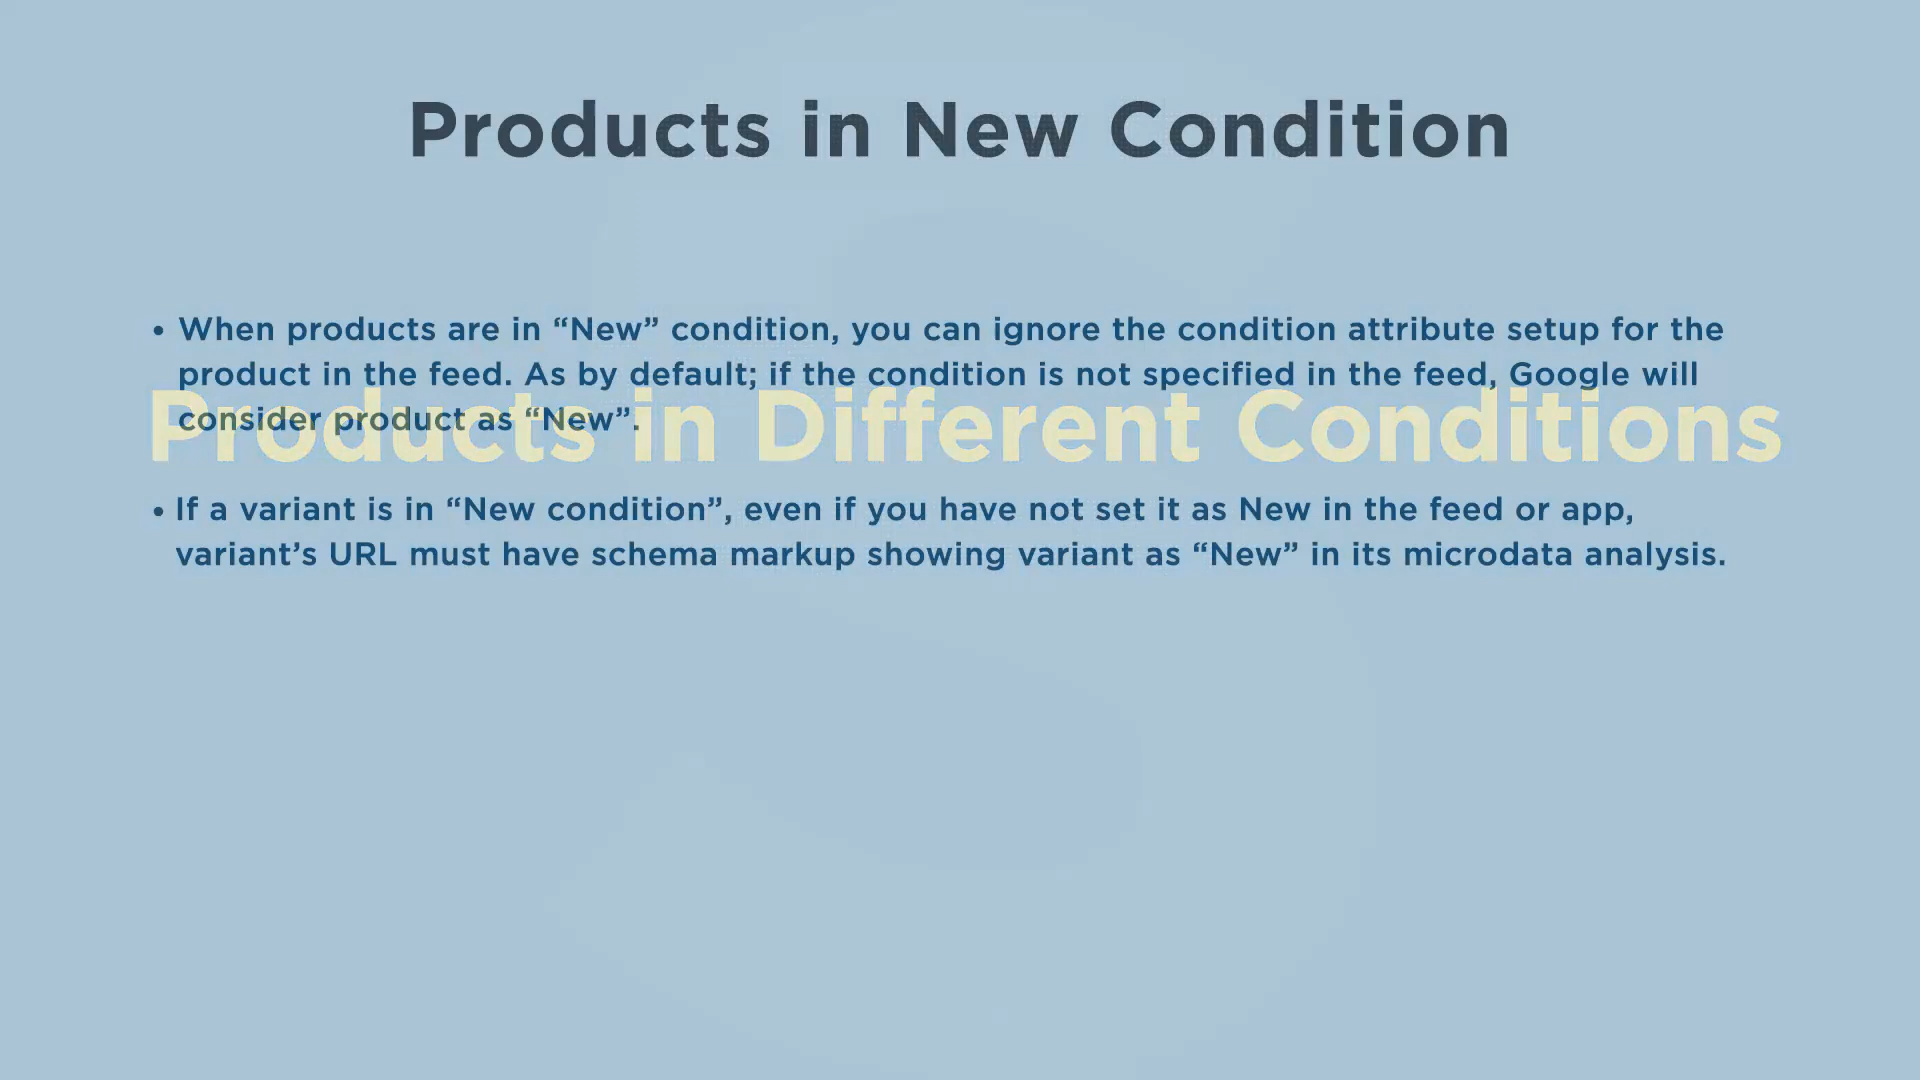 Products in New Condition
• When products are in “New” condition, you can ignore the condition attribute setup for the
product in the feed. As by default; if the condition is not specified in the feed, Google will
consider product as “New”.
Products in Different Conditions
• If a variant is in “New condition”, even if you have not set it as New in the feed or app,
variant’s URL must have schema markup showing variant as “New” in its microdata analysis.